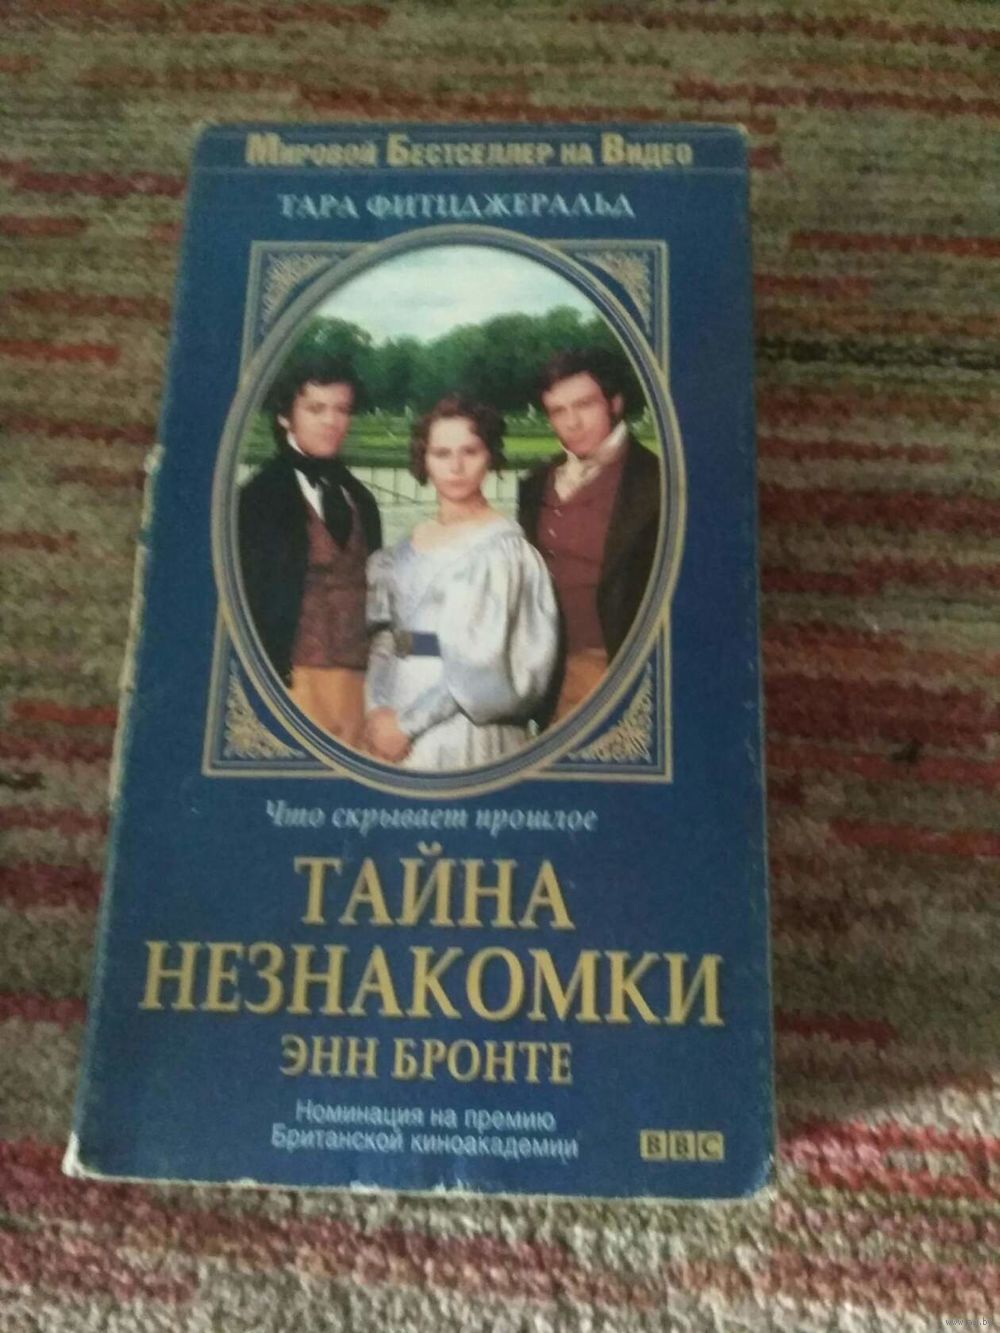 Мировой Бестселлер на Видео
ТАРА ФИТЦДЖЕРАЛЬД
Что скрывает прошлое
ТАЙНА
НЕЗНАКОМКИ
ЭНН БРОНТЕ
Номинация на премию
Британской киноакадемии
BBC